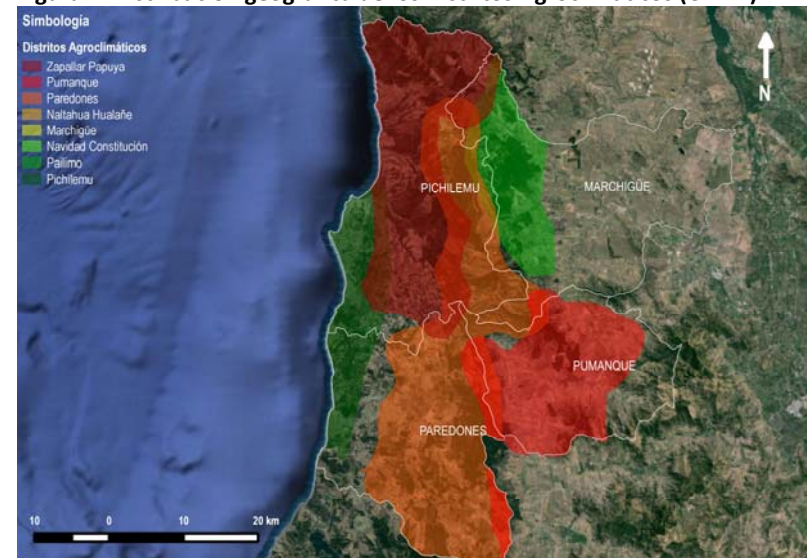 Simbología
Distritos Agroclimáticos
Zapallar Papuya
Pumanque
Paredones
Naltahua Hualañe
Marchigüe
Navidad Constitución
Pailimo
Pichilemu
N
PICHILEMU
MARCHIGÜE
PUMANQUE
PAREDONES
10 0 10 20 km